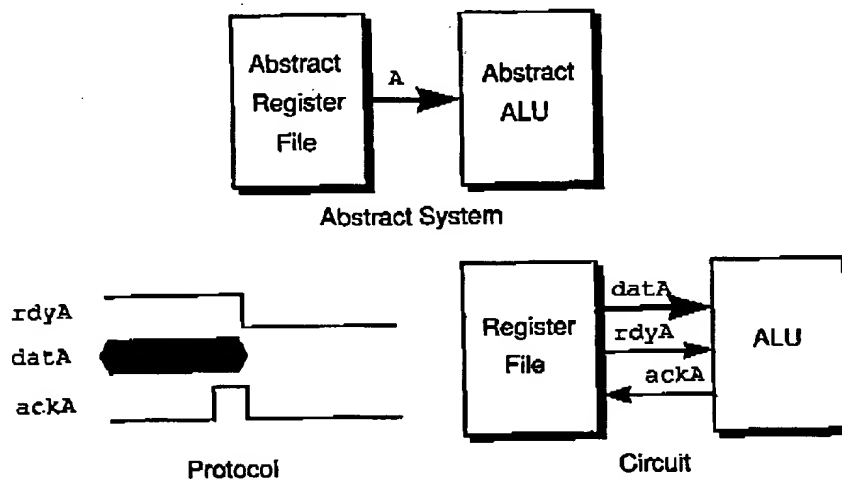 Abstract
Register
File
A
Abstract
ALU
Abstract System
rdyA
datA
ackA
Protocol
Register
File
datA
rdyA
ackA
ALU
Circuit